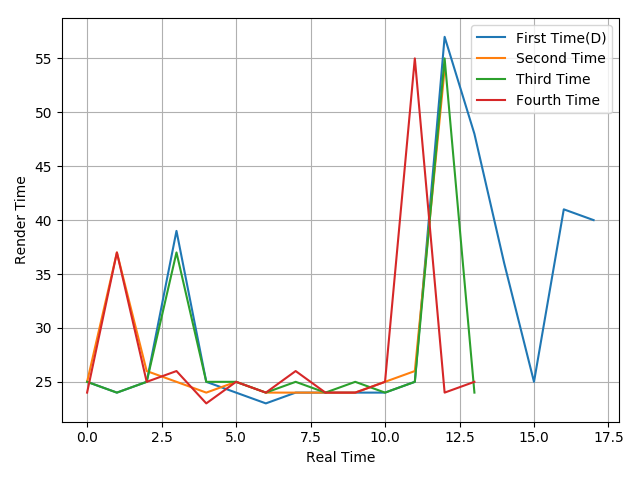 First Time(D)
Second Time
Third Time
Fourth Time
Render Time
55
50
45
40
35
30
25
0.0 2.5 5.0 7.5 10.0 12.5 15.0 17.5
Real Time